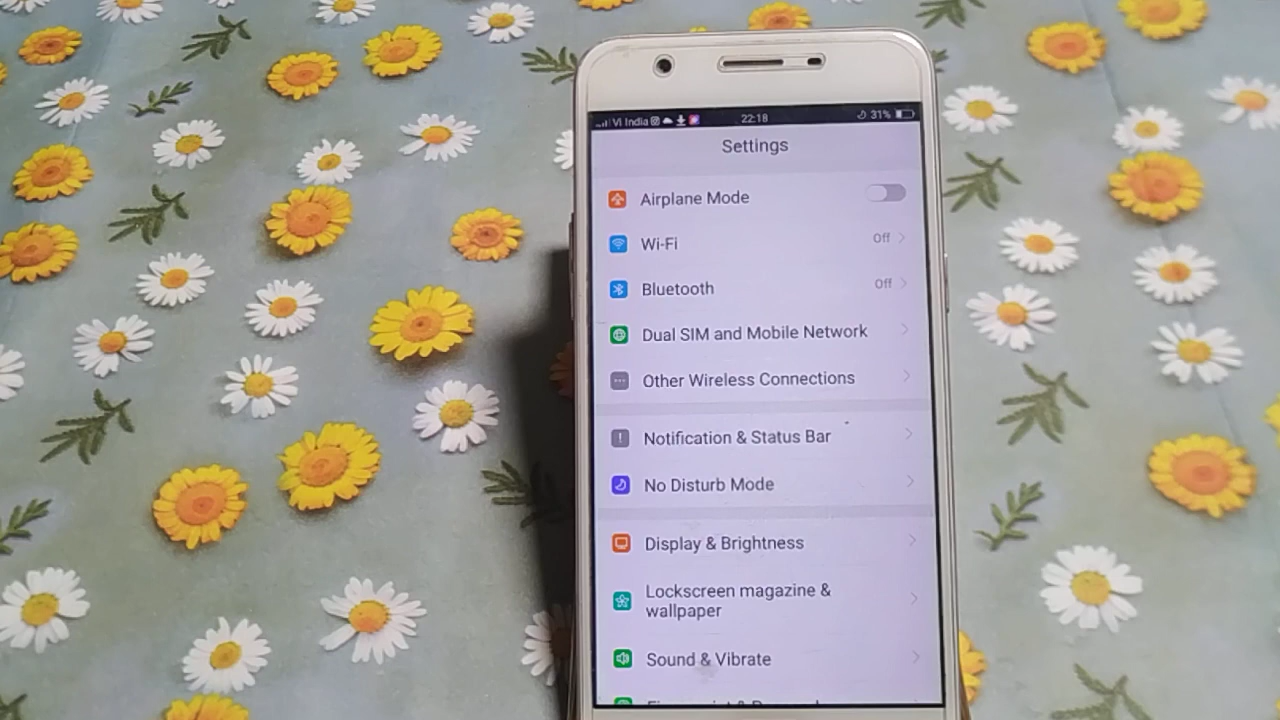 Vi India 22:18 31%
Settings
Airplane Mode
Wi-Fi Off
Bluetooth Off
Dual SIM and Mobile Network
Other Wireless Connections
Notification & Status Bar
No Disturb Mode
Display & Brightness
Lockscreen magazine &
wallpaper
Sound & Vibrate